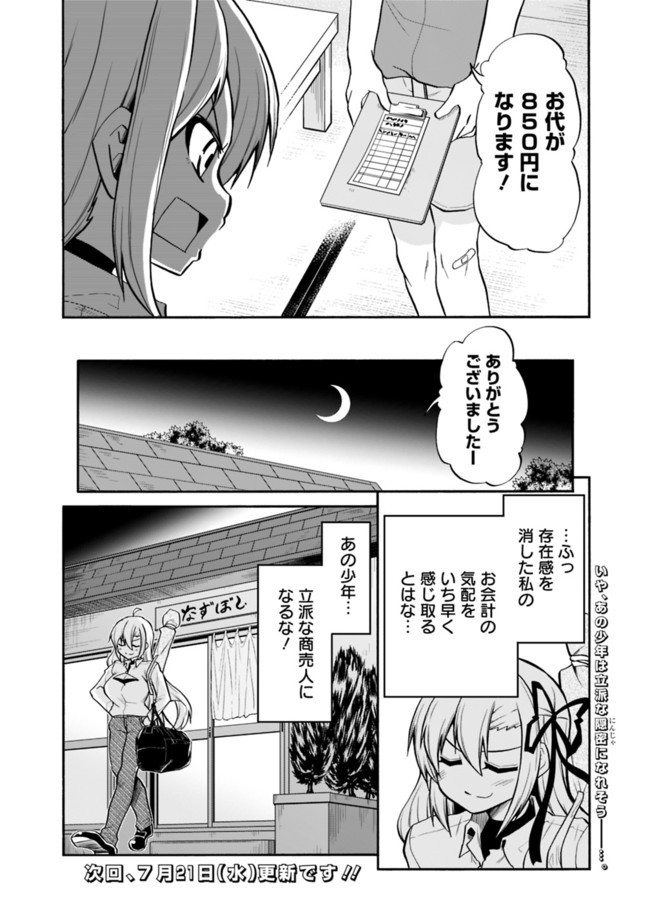 お代が
850円に
なります！
ありがとう
ございましたー
…ふっ
存在感を
消した私の
お会計の
気配を
いち早く
感じ取る
とはな…
あの少年…
立派な商売人に
なるな！
なずぼし
いや、あの少年は立派な隠密になれそう――…。
にんじゃ
次回、7月21日(水)更新です!!